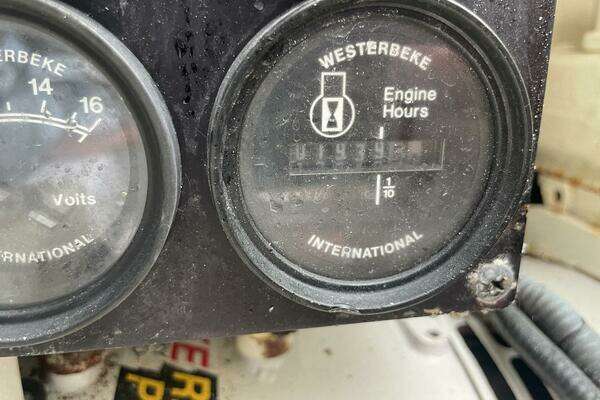 ERBEKE
14
16
Volts
RNATIONAL
WESTERBEKE
Engine
Hours
1/10
INTERNATIONAL
E
R
P